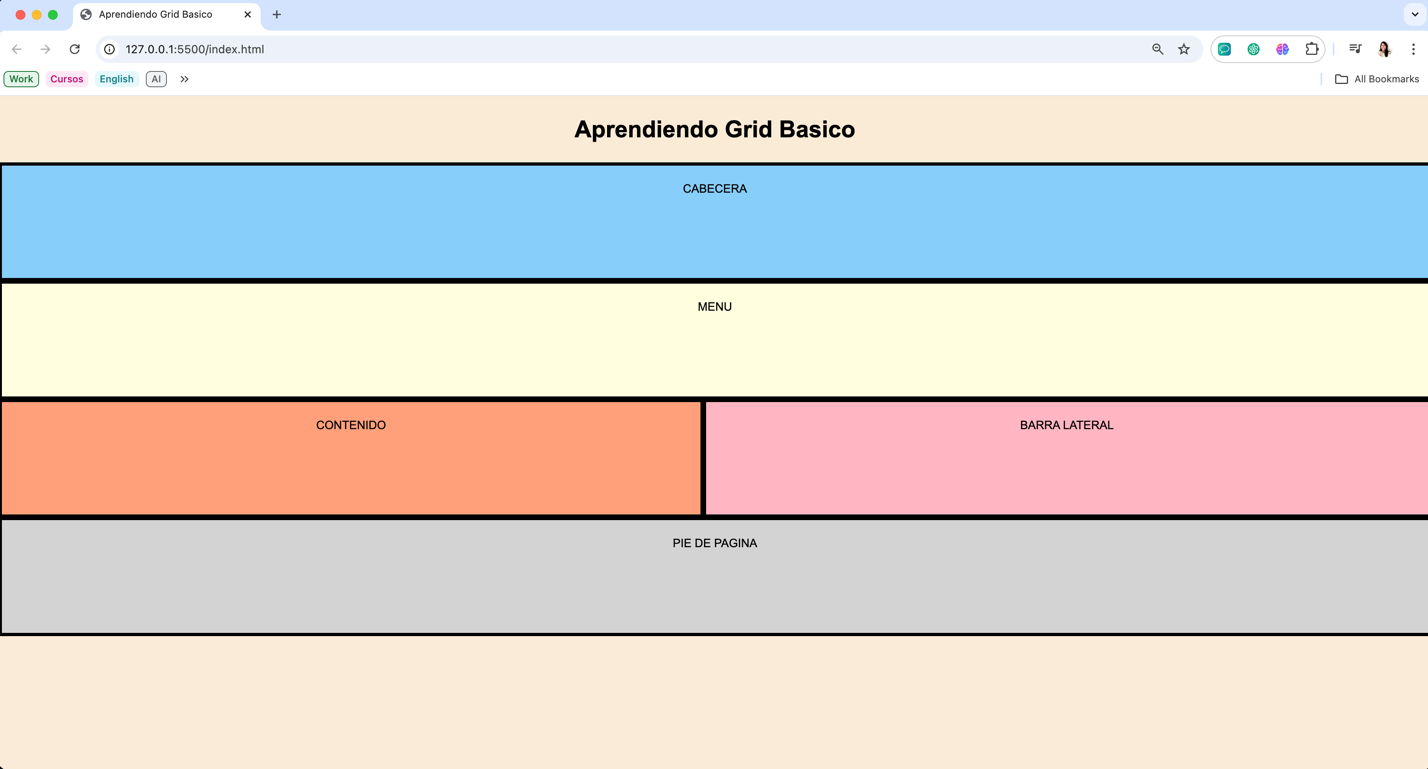 Aprendiendo Grid Basico
127.0.0.1:5500/index.html
Work Cursos English AI All Bookmarks
Aprendiendo Grid Basico
CABECERA
MENU
CONTENIDO BARRA LATERAL
PIE DE PAGINA